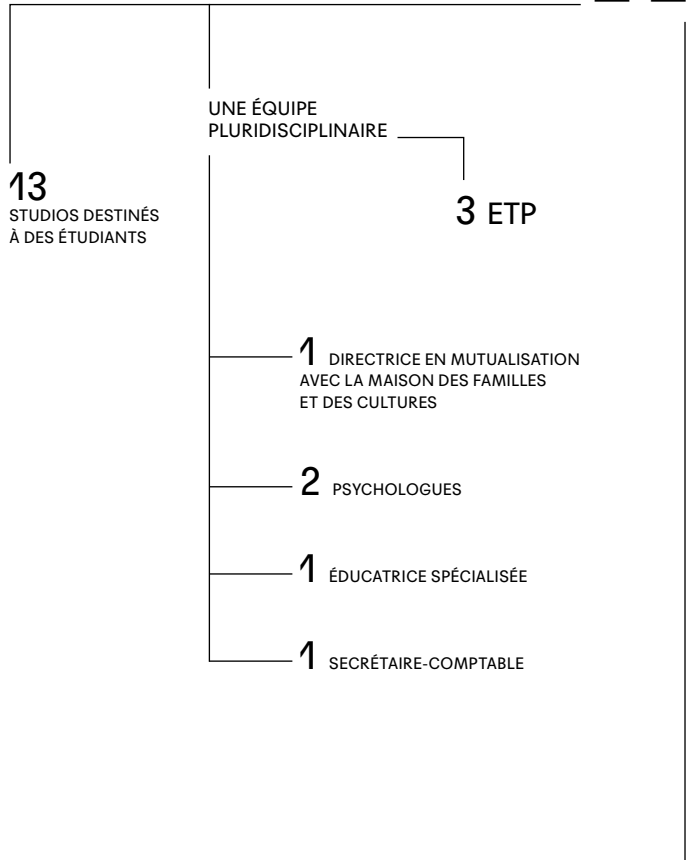 UNE ÉQUIPE
PLURIDISCIPLINAIRE
13
STUDIOS DESTINÉS
À DES ÉTUDIANTS
3 ETP
1 DIRECTRICE EN MUTUALISATION
AVEC LA MAISON DES FAMILLES
ET DES CULTURES
2 PSYCHOLOGUES
1 ÉDUCATRICE SPÉCIALISÉE
1 SECRÉTAIRE-COMPTABLE